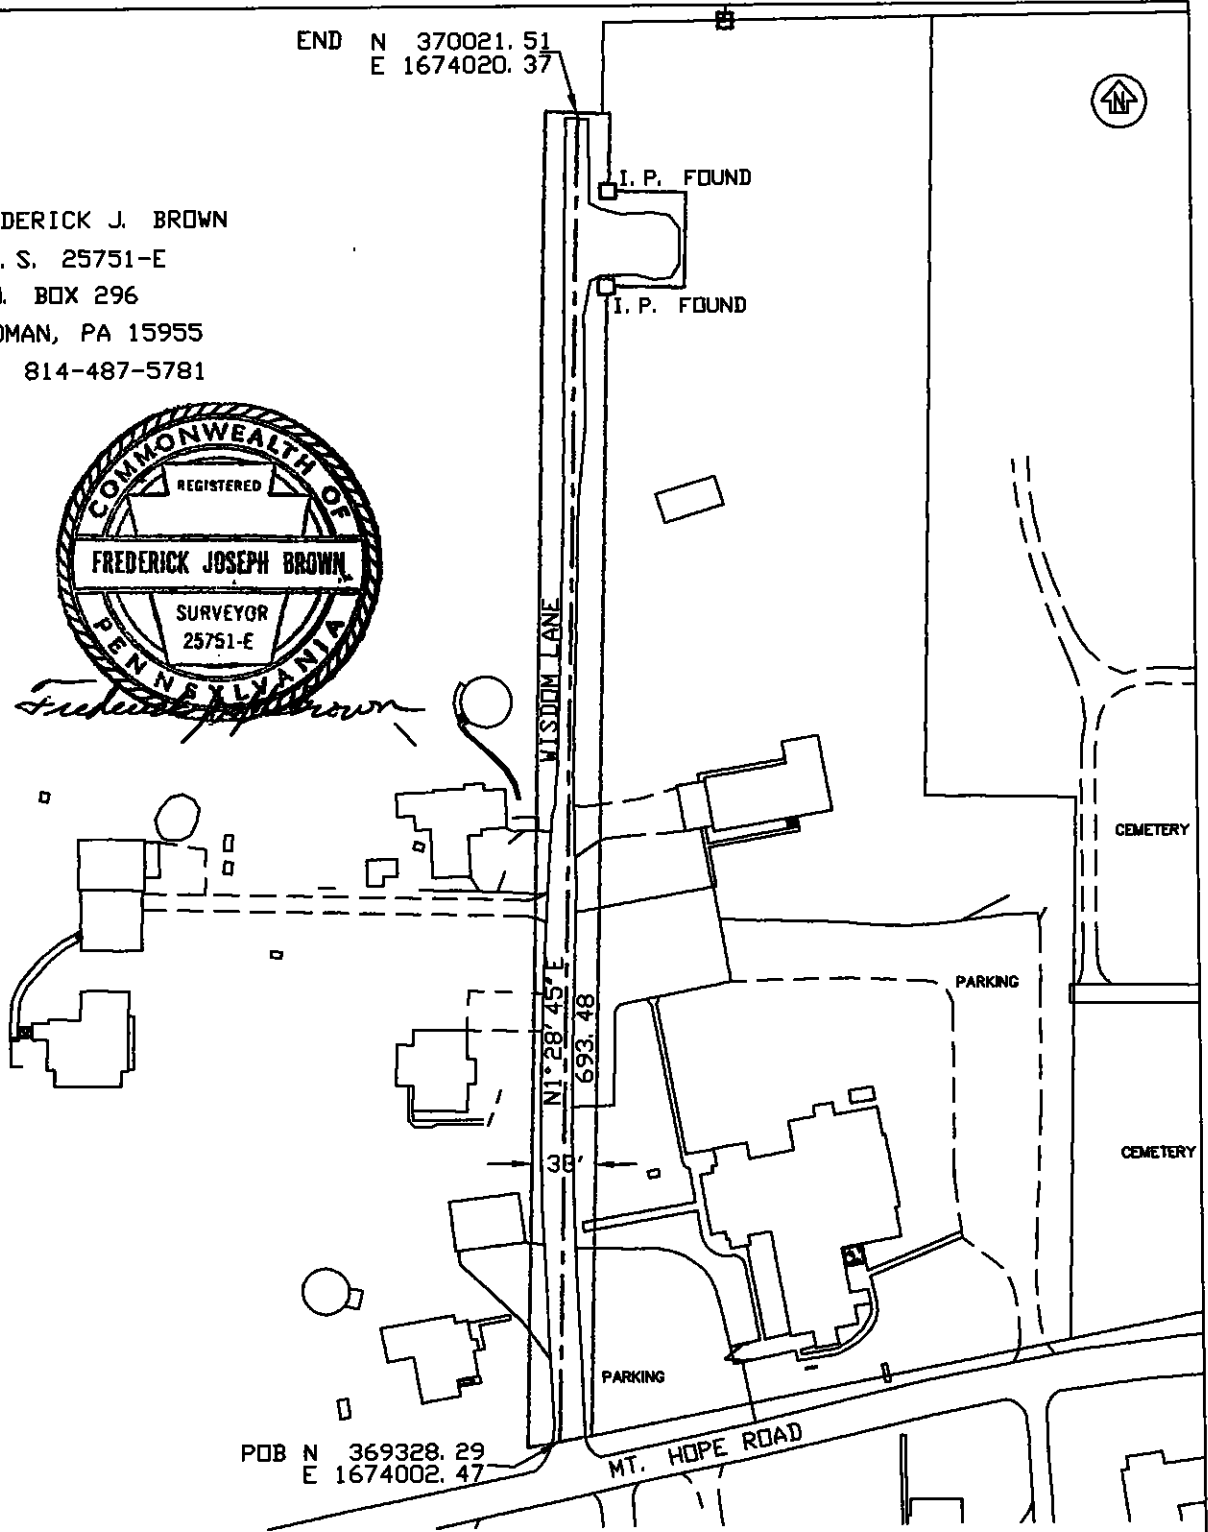 END N 370021.51
E 1674020.37
N
I.P. FOUND
DERICK J. BROWN
.S. 25751-E
. BOX 296
OMAN, PA 15955
814-487-5781
I.P. FOUND
COMMONWEALTH OF
REGISTERED
FREDERICK JOSEPH BROWN
SURVEYOR
25751-E
PENNSYLVANIA
WISDOM LANE
CEMETERY
PARKING
N1°28'45"E
693.48
CEMETERY
PARKING
POB N 369328.29
E 1674002.47
MT. HOPE ROAD